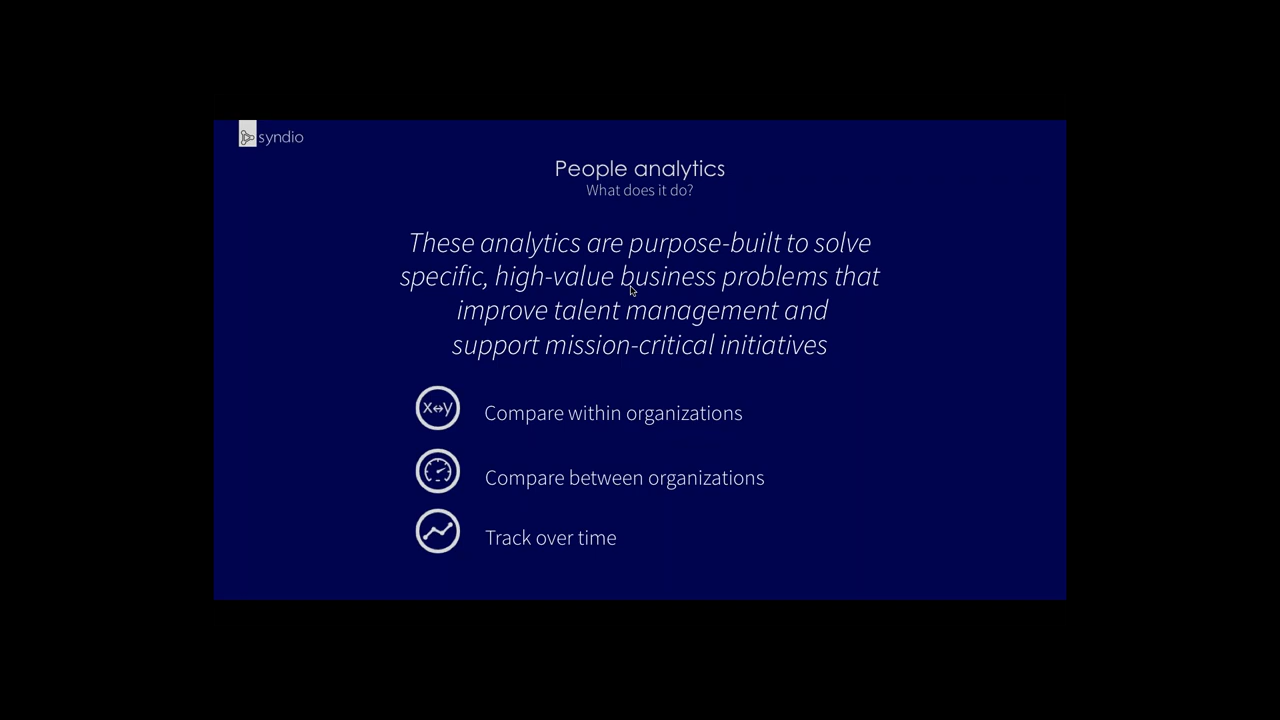 syndio
People analytics
What does it do?
These analytics are purpose-built to solve
specific, high-value business problems that
improve talent management and
support mission-critical initiatives
X↔Y
Compare within organizations
Compare between organizations
Track over time